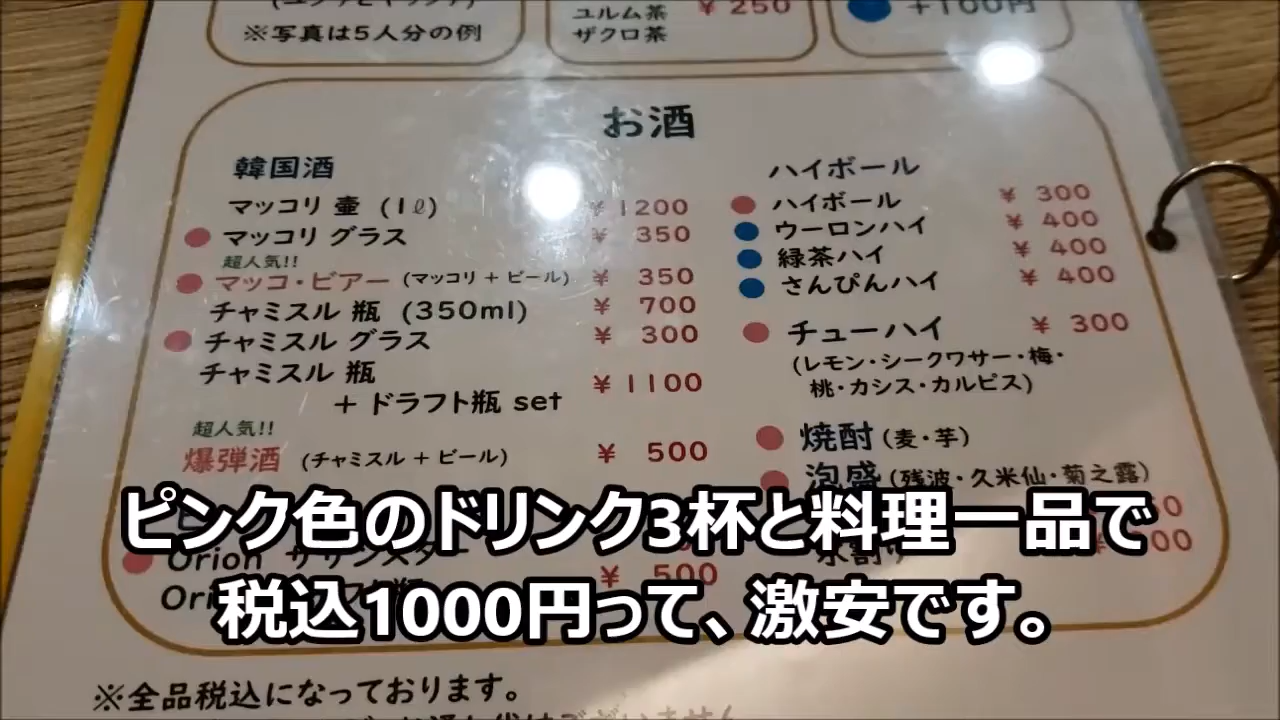 ※写真は5人分の例
ユルム茶
ザクロ茶
¥250
+100円
お酒
韓国酒
マッコリ 壷 (1ℓ) ¥1200
マッコリ グラス ¥350
超人気!!
マッコ・ビアー (マッコリ + ビール) ¥350
チャミスル 瓶 (350ml) ¥700
チャミスル グラス ¥300
チャミスル 瓶
+ ドラフト瓶 set ¥1100
超人気!!
爆弾酒 (チャミスル + ビール) ¥500
Orion サザンスター
¥500
ハイボール
ハイボール ¥300
ウーロンハイ ¥400
緑茶ハイ ¥400
さんぴんハイ ¥400
チューハイ ¥300
(レモン・シークワサー・梅・
桃・カシス・カルピス)
焼酎 (麦・芋)
泡盛 (残波・久米仙・菊之露)
水割り
ピンク色のドリンク3杯と料理一品で
税込1000円って、激安です。
※全品税込になっております。